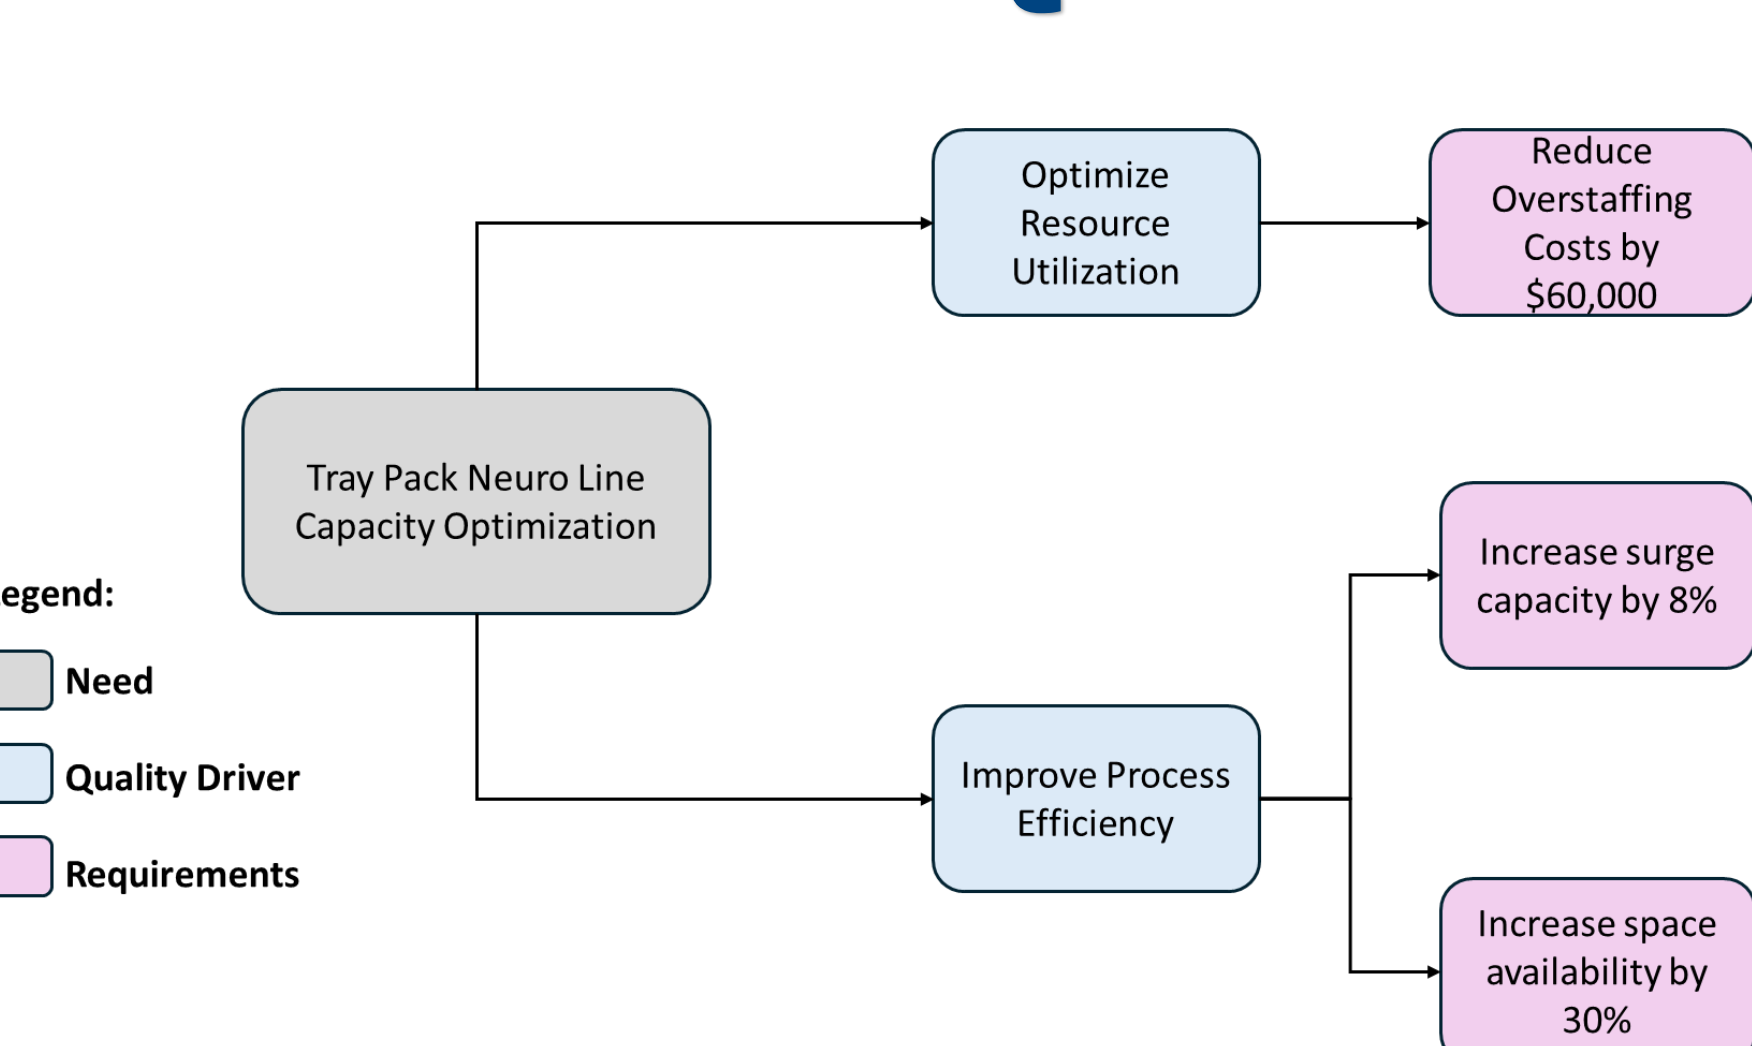 Optimize
Resource
Utilization
Reduce
Overstaffing
Costs by
$60,000
Tray Pack Neuro Line
Capacity Optimization
Increase surge
capacity by 8%
egend:
Need
Quality Driver
Requirements
Improve Process
Efficiency
Increase space
availability by
30%